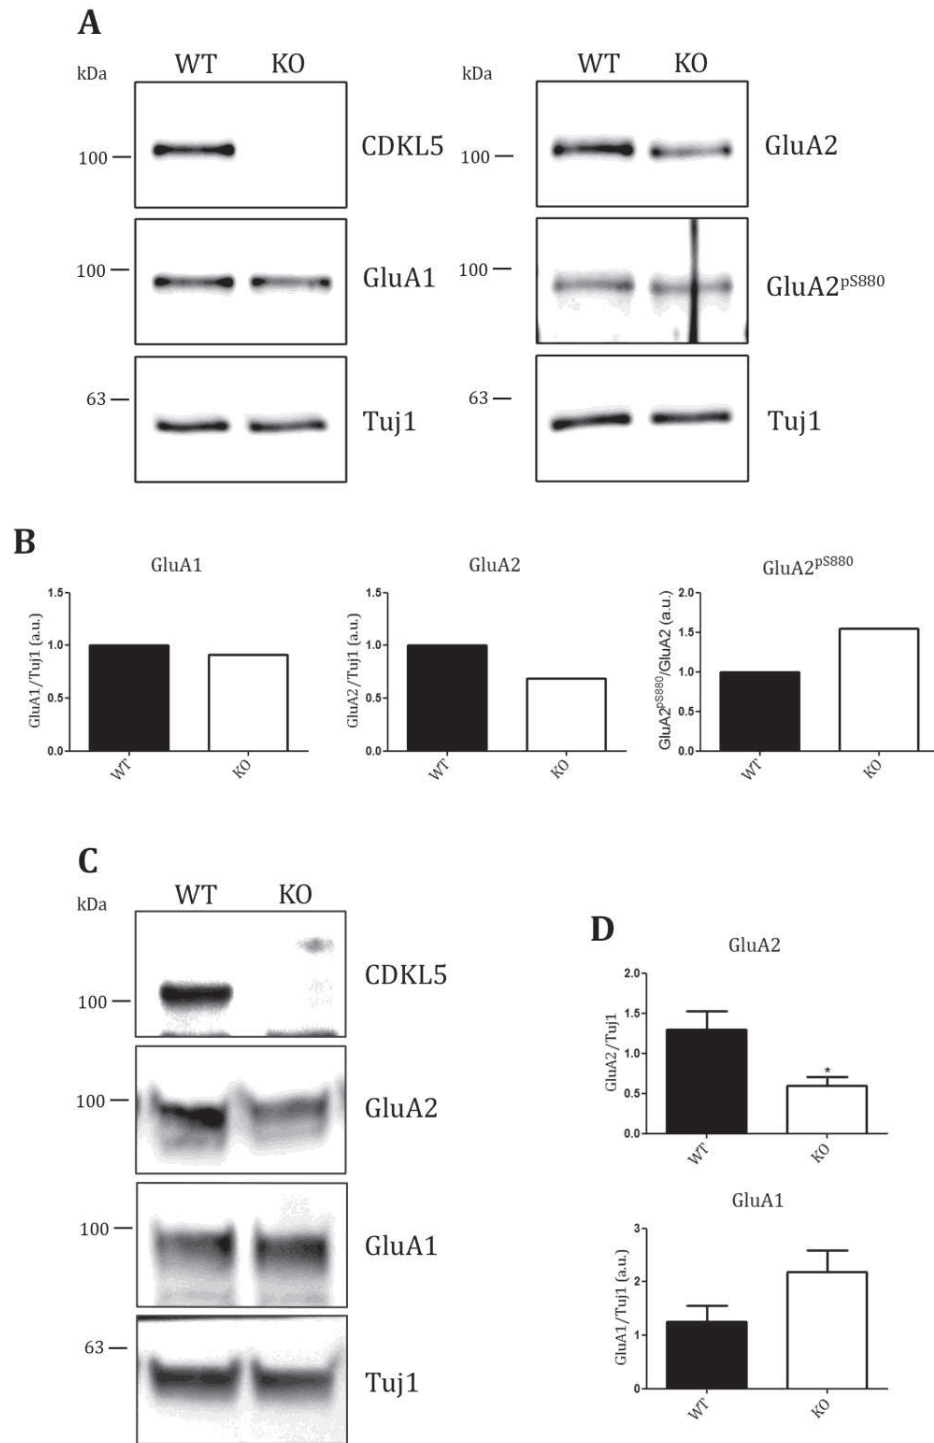 A
WT KO
kDa
100
CDKL5
100
GluA1
63
Tuj1
WT KO
kDa
100
GluA2
100
GluA2pS880
63
Tuj1
B
GluA1
GluA1/Tuj1 (a.u.)
1.5
1.0
0.5
0.0
WT KO
GluA2
GluA2/Tuj1 (a.u.)
1.5
1.0
0.5
0.0
WT KO
GluA2pS880
GluA2pS880/GluA2 (a.u.)
2.0
1.5
1.0
0.5
0.0
WT KO
C
WT KO
kDa
100
CDKL5
100
GluA2
100
GluA1
63
Tuj1
D
GluA2
GluA2/Tuj1
2.0
1.5
1.0
0.5
0.0
*
WT KO
GluA1
GluA1/Tuj1 (a.u.)
3
2
1
0
WT KO